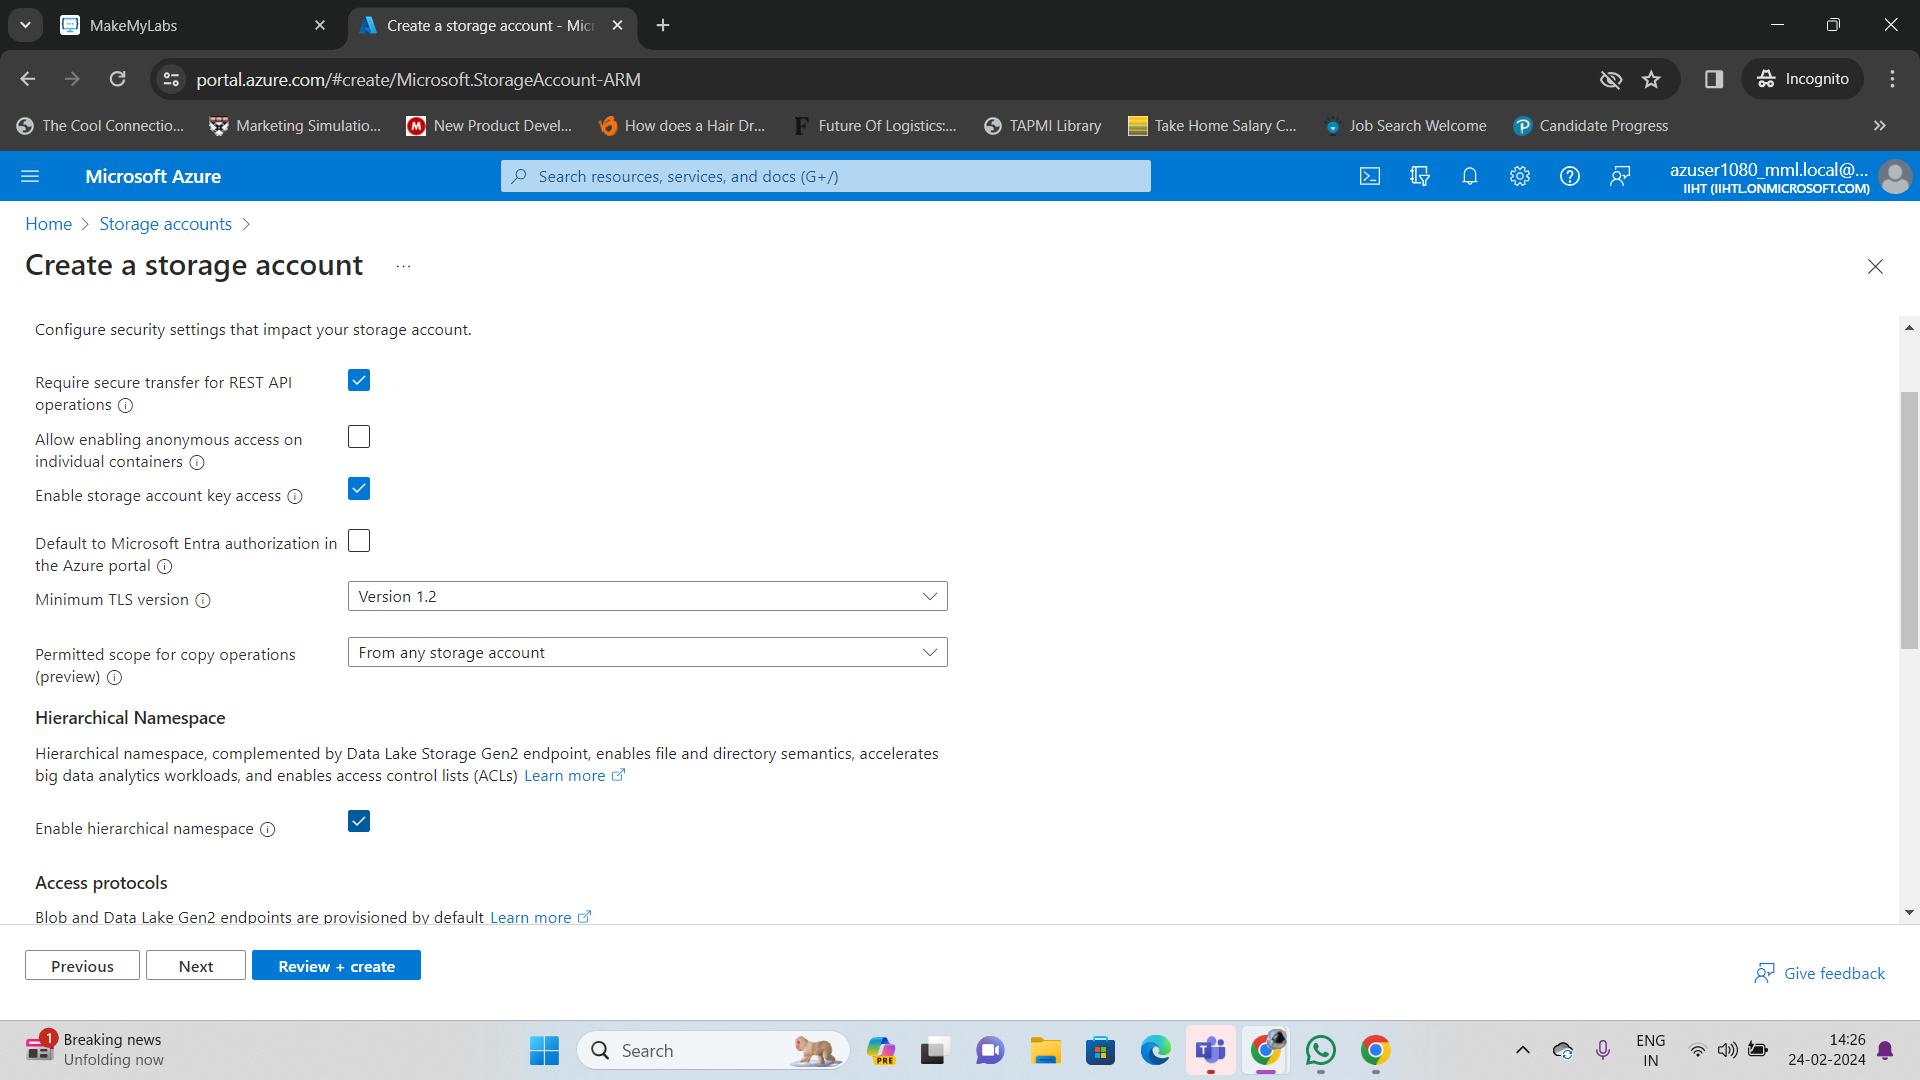 MakeMyLabs
Create a storage account - Micr
portal.azure.com/#create/Microsoft.StorageAccount-ARM
Incognito
The Cool Connectio...
Marketing Simulatio...
New Product Devel...
How does a Hair Dr...
Future Of Logistics:...
TAPMI Library
Take Home Salary C...
Job Search Welcome
Candidate Progress
Microsoft Azure
Search resources, services, and docs (G+/)
azuser1080_mml.local@...
IIHT (IIHTL.ONMICROSOFT.COM)
Home > Storage accounts >
Create a storage account ...
Configure security settings that impact your storage account.
Require secure transfer for REST API
operations
Allow enabling anonymous access on
individual containers
Enable storage account key access
Default to Microsoft Entra authorization in
the Azure portal
Minimum TLS version
Version 1.2
Permitted scope for copy operations
(preview)
From any storage account
Hierarchical Namespace
Hierarchical namespace, complemented by Data Lake Storage Gen2 endpoint, enables file and directory semantics, accelerates
big data analytics workloads, and enables access control lists (ACLs) Learn more
Enable hierarchical namespace
Access protocols
Blob and Data Lake Gen2 endpoints are provisioned by default Learn more
Previous
Next
Review + create
Give feedback
1
Breaking news
Unfolding now
Search
PRE
ENG
IN
14:26
24-02-2024